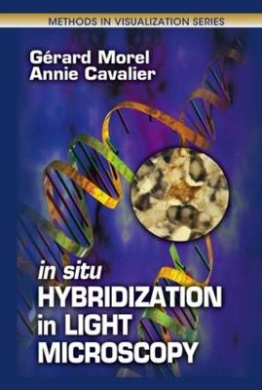 METHODS IN VISUALIZATION SERIES
Gérard Morel
Annie Cavalier
in situ
HYBRIDIZATION
in LIGHT
MICROSCOPY